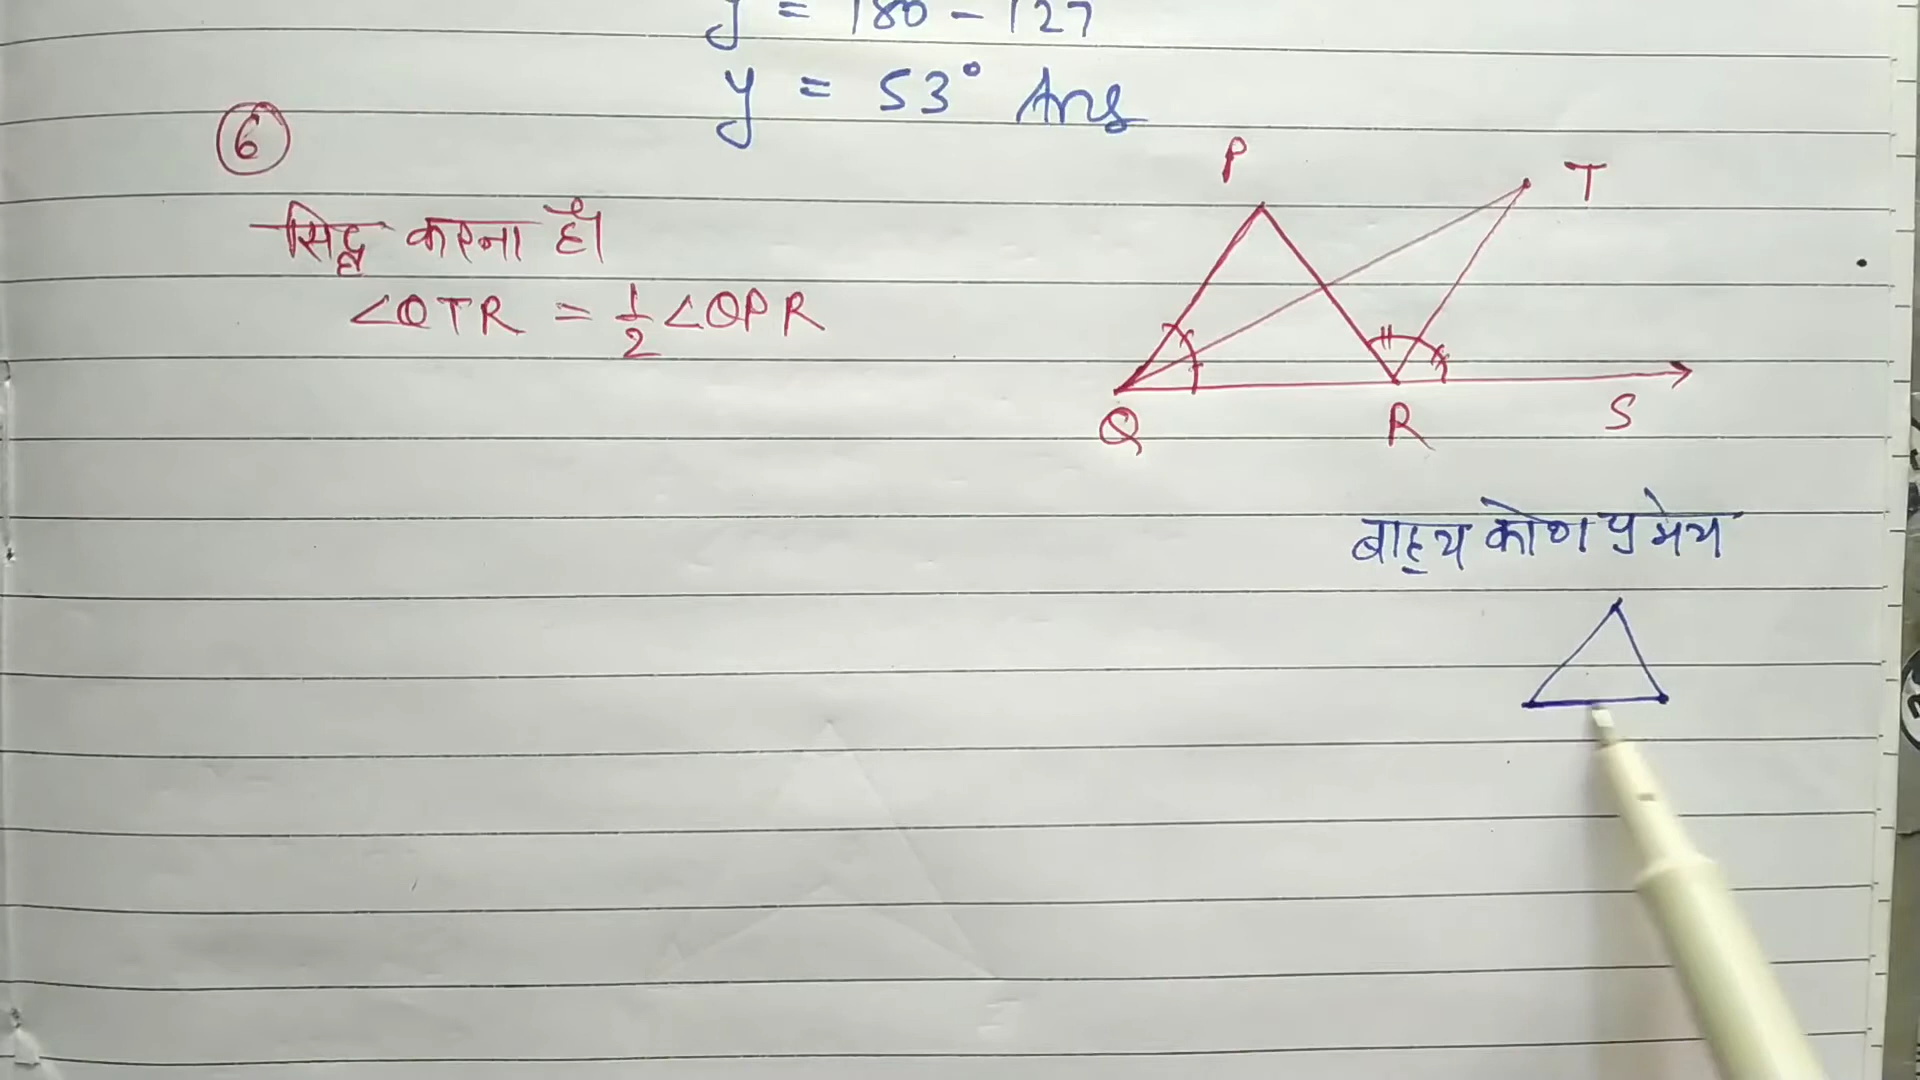 y = 180 - 127
y = 53° Ans
6
सिद्ध करना है।
∠QTR = 1/2 ∠QPR
P
T
Q
R
S
बाह्य कोण प्रमेय